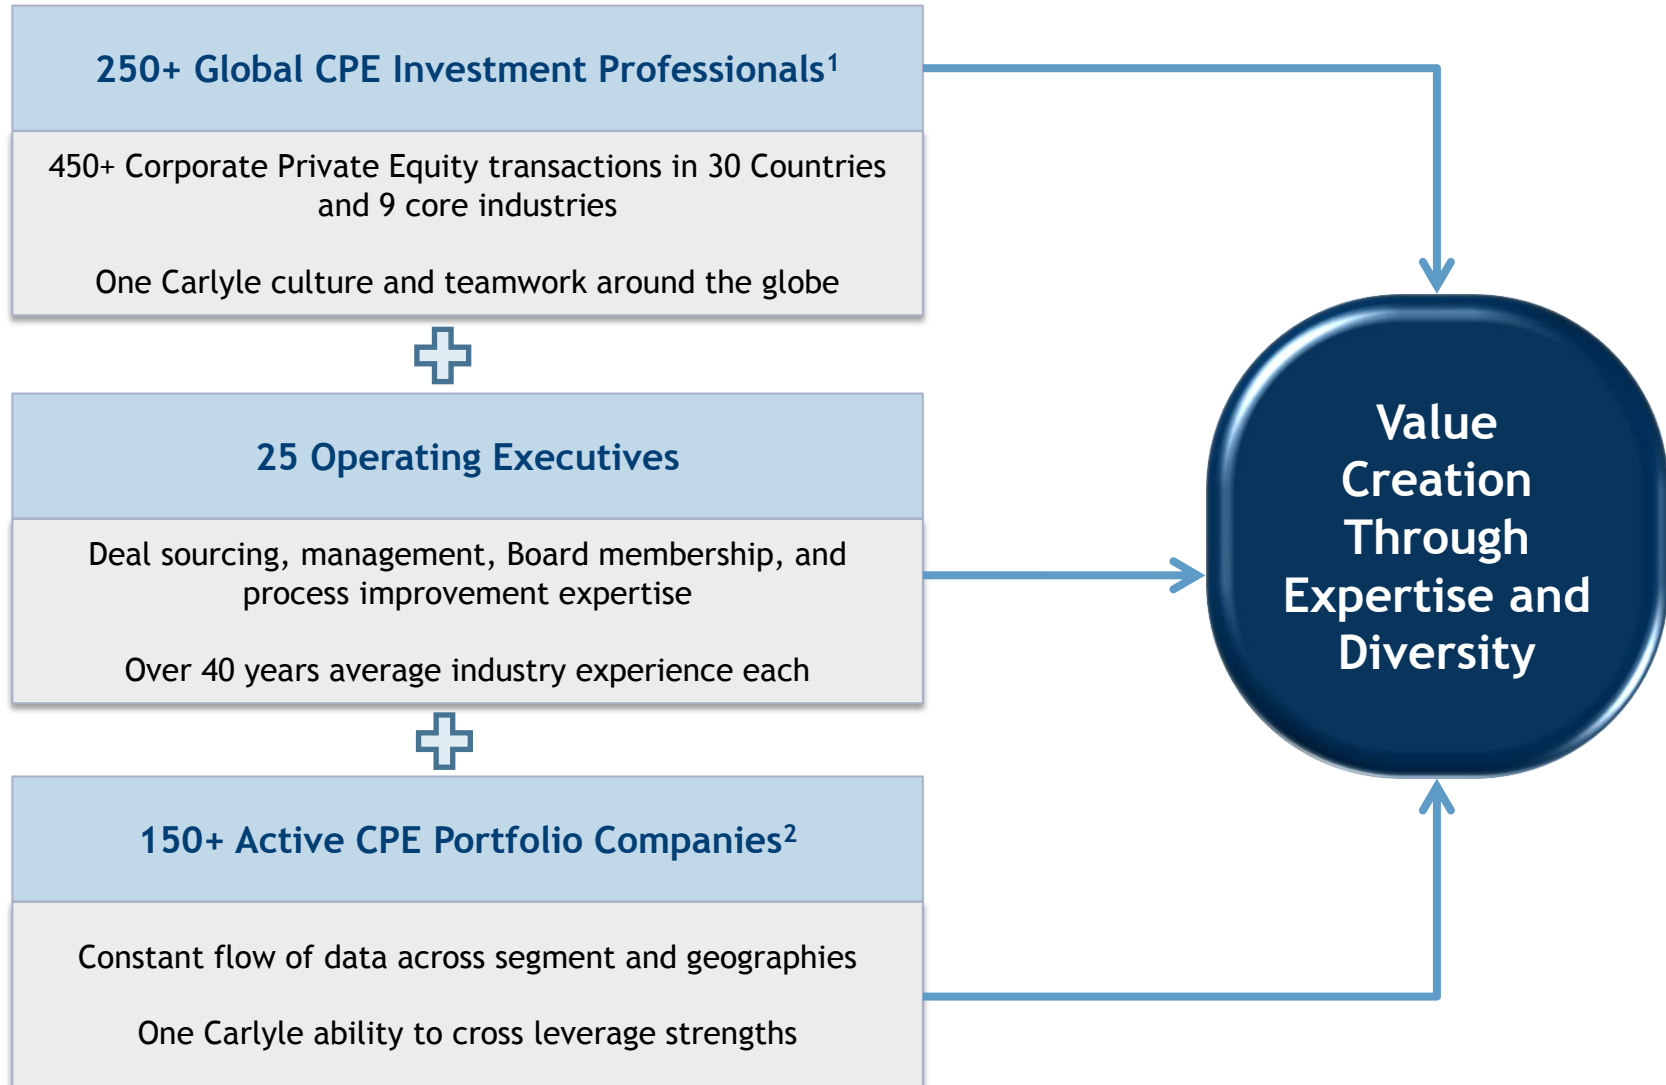 250+ Global CPE Investment Professionals¹
450+ Corporate Private Equity transactions in 30 Countries
and 9 core industries
One Carlyle culture and teamwork around the globe
25 Operating Executives
Deal sourcing, management, Board membership, and
process improvement expertise
Over 40 years average industry experience each
150+ Active CPE Portfolio Companies²
Constant flow of data across segment and geographies
One Carlyle ability to cross leverage strengths
Value
Creation
Through
Expertise and
Diversity